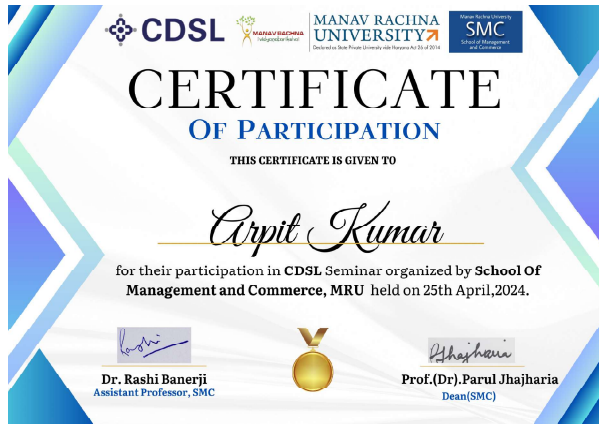 CDSL
MANAV RACHNA
MANAV RACHNA
UNIVERSITY
Declared as State Private University vide Haryana Act 26 of 2014
Manav Rachna University
SMC
School of Management
and Commerce
CERTIFICATE
OF PARTICIPATION
THIS CERTIFICATE IS GIVEN TO
Arpit Kumar
for their participation in CDSL Seminar organized by School Of
Management and Commerce, MRU held on 25th April,2024.
Rashi
PJhajharia
Dr. Rashi Banerji
Assistant Professor, SMC
Prof.(Dr).Parul Jhajharia
Dean(SMC)